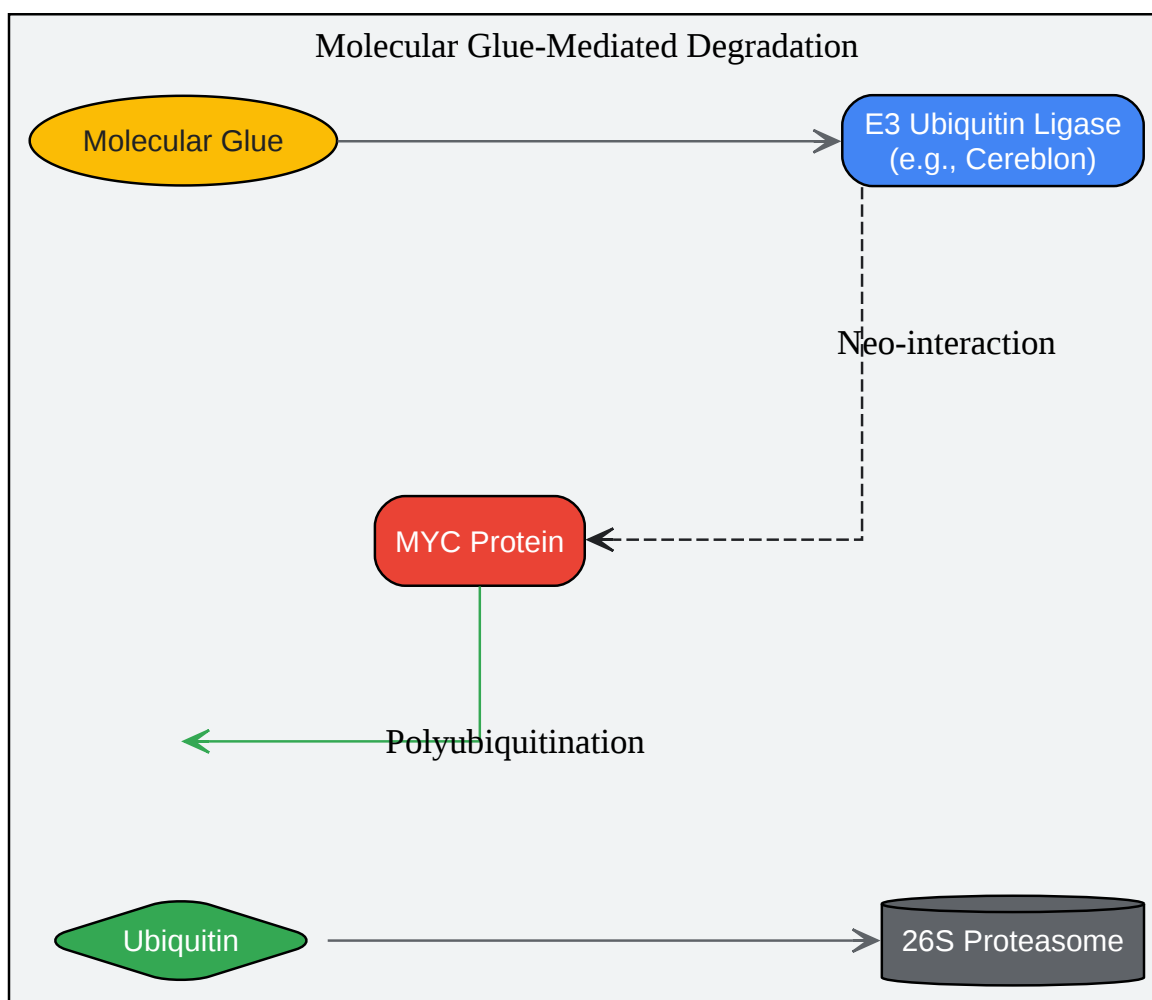 Molecular Glue-Mediated Degradation
Molecular Glue
E3 Ubiquitin Ligase
(e.g., Cereblon)
Neo-interaction
MYC Protein
Polyubiquitination
Ubiquitin
26S Proteasome